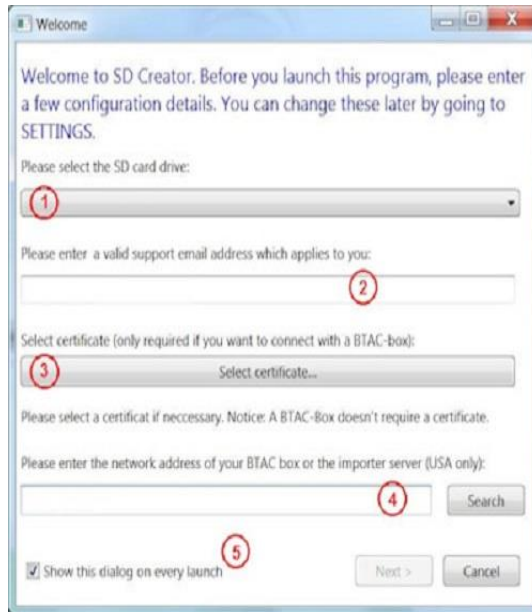 Welcome
Welcome to SD Creator. Before you launch this program, please enter
a few configuration details. You can change these later by going to
SETTINGS.
Please select the SD card drive:
1
Please enter a valid support email address which applies to you:
2
Select certificate (only required if you want to connect with a BTAC-box):
3 Select certificate...
Please select a certificat if neccessary. Notice: A BTAC-Box doesn't require a certificate.
Please enter the network address of your BTAC box or the importer server (USA only):
4 Search
5
Show this dialog on every launch Next > Cancel